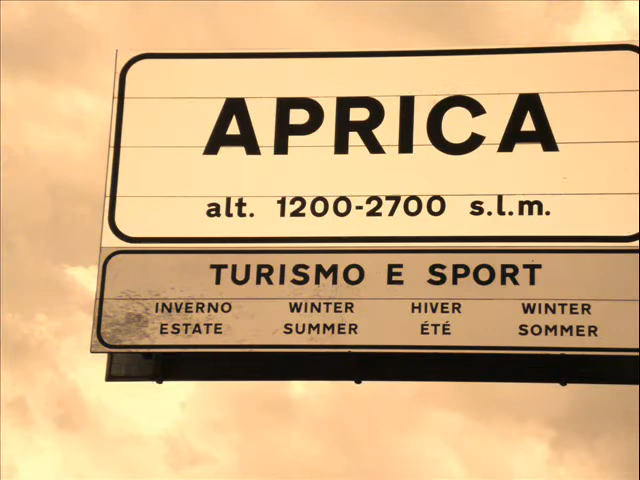 APRICA
alt. 1200-2700 s.l.m.
TURISMO E SPORT
INVERNO WINTER HIVER WINTER
ESTATE SUMMER ÉTÉ SOMMER